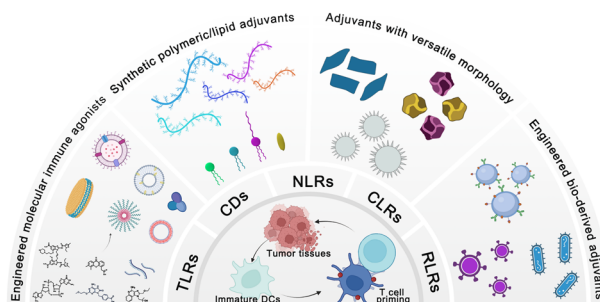 Synthetic polymeric/lipid adjuvants
Adjuvants with versatile morphology
Engineered molecular immune agonists
Engineered bio-derived adjuvants
TLRs
CDs
NLRs
CLRs
RLRs
Tumor tissues
Immature DCs
T cell
priming